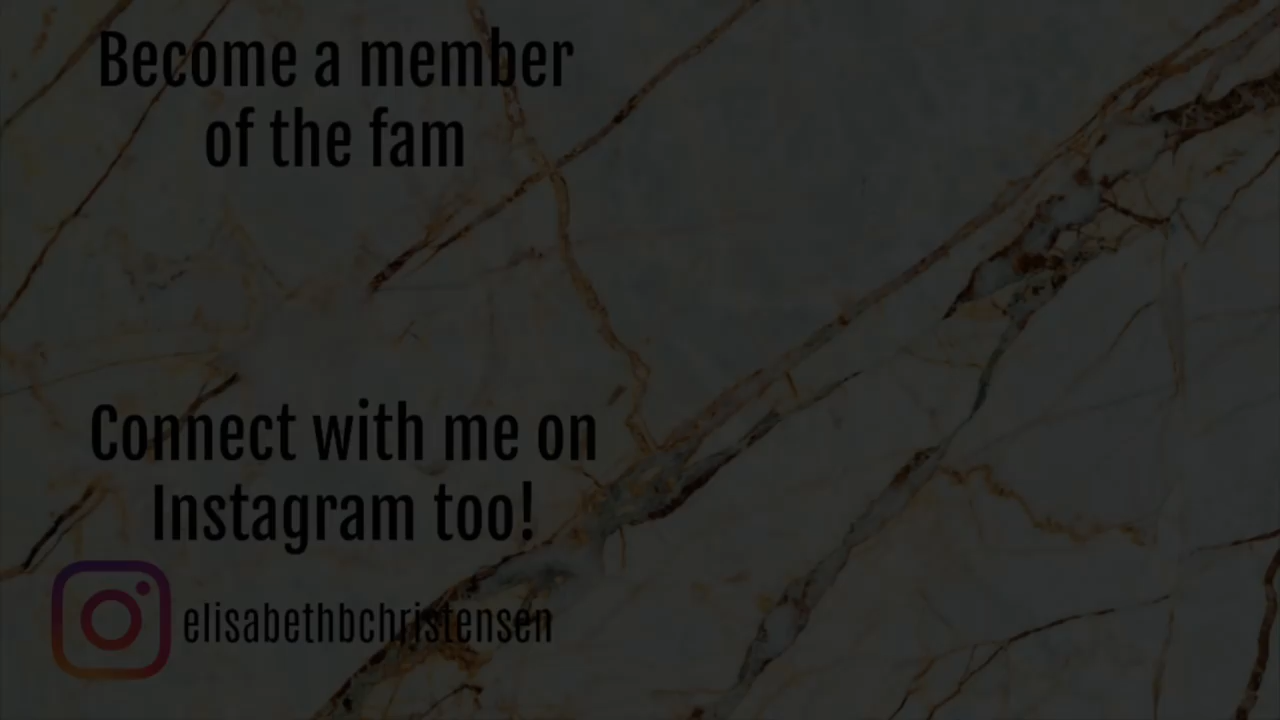 Become a member
of the fam
Connect with me on
Instagram too!
elisabethbchristensen